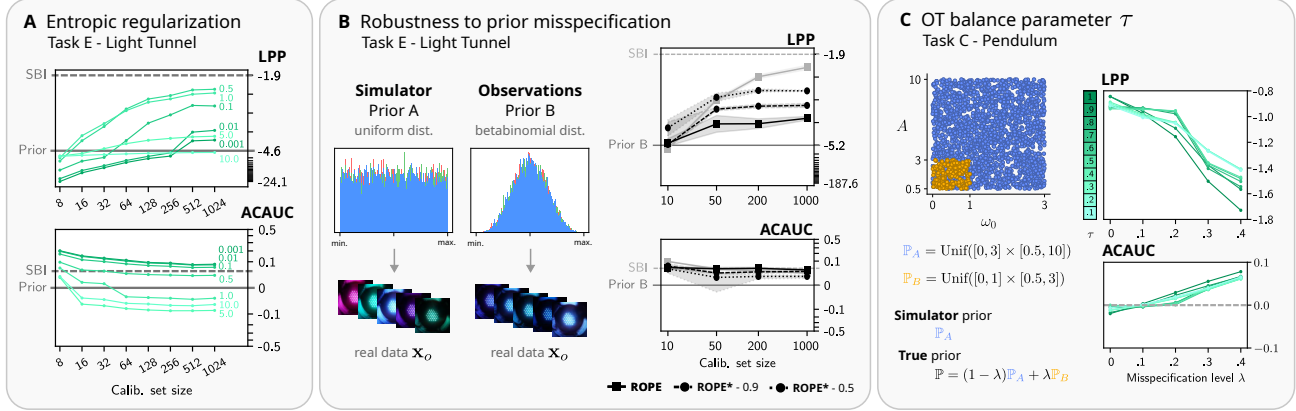 A Entropic regularization
Task E - Light Tunnel
LPP
SBI
-1.9
0.5
1.0
0.1
0.01
5.0
0.001
10.0
Prior
-4.6
-24.1
8 16 32 64 128 256 512 1024
ACAUC
0.5
0.001
0.01
0.1
0.1
SBI
0.5
Prior
0
1.0
10.0
5.0
-0.1
-0.5
8 16 32 64 128 256 512 1024
Calib. set size
B Robustness to prior misspecification
Task E - Light Tunnel
Simulator
Prior A
uniform dist.
Observations
Prior B
betabinomial dist.
min. max.
min. max.
real data x_o
real data x_o
LPP
SBI
-1.9
Prior B
-5.2
-187.6
10 50 200 1000
ACAUC
0.5
0.1
SBI
Prior B
0
-0.1
-0.5
10 50 200 1000
Calib. set size
ROPE ROPE* - 0.9 ROPE* - 0.5
C OT balance parameter τ
Task C - Pendulum
10
A
3
0.5
0 1 3
ω₀
ℙ_A = Unif([0, 3] × [0.5, 10])
ℙ_B = Unif([0, 1] × [0.5, 3])
Simulator prior
ℙ_A
True prior
ℙ = (1 − λ)ℙ_A + λℙ_B
LPP
1
.9
.8
.7
.6
.5
.4
.3
.2
.1
τ
-0.8
-1.0
-1.2
-1.4
-1.6
-1.8
0 .1 .2 .3 .4
ACAUC
0.1
0.0
−0.1
0 .1 .2 .3 .4
Misspecification level λ